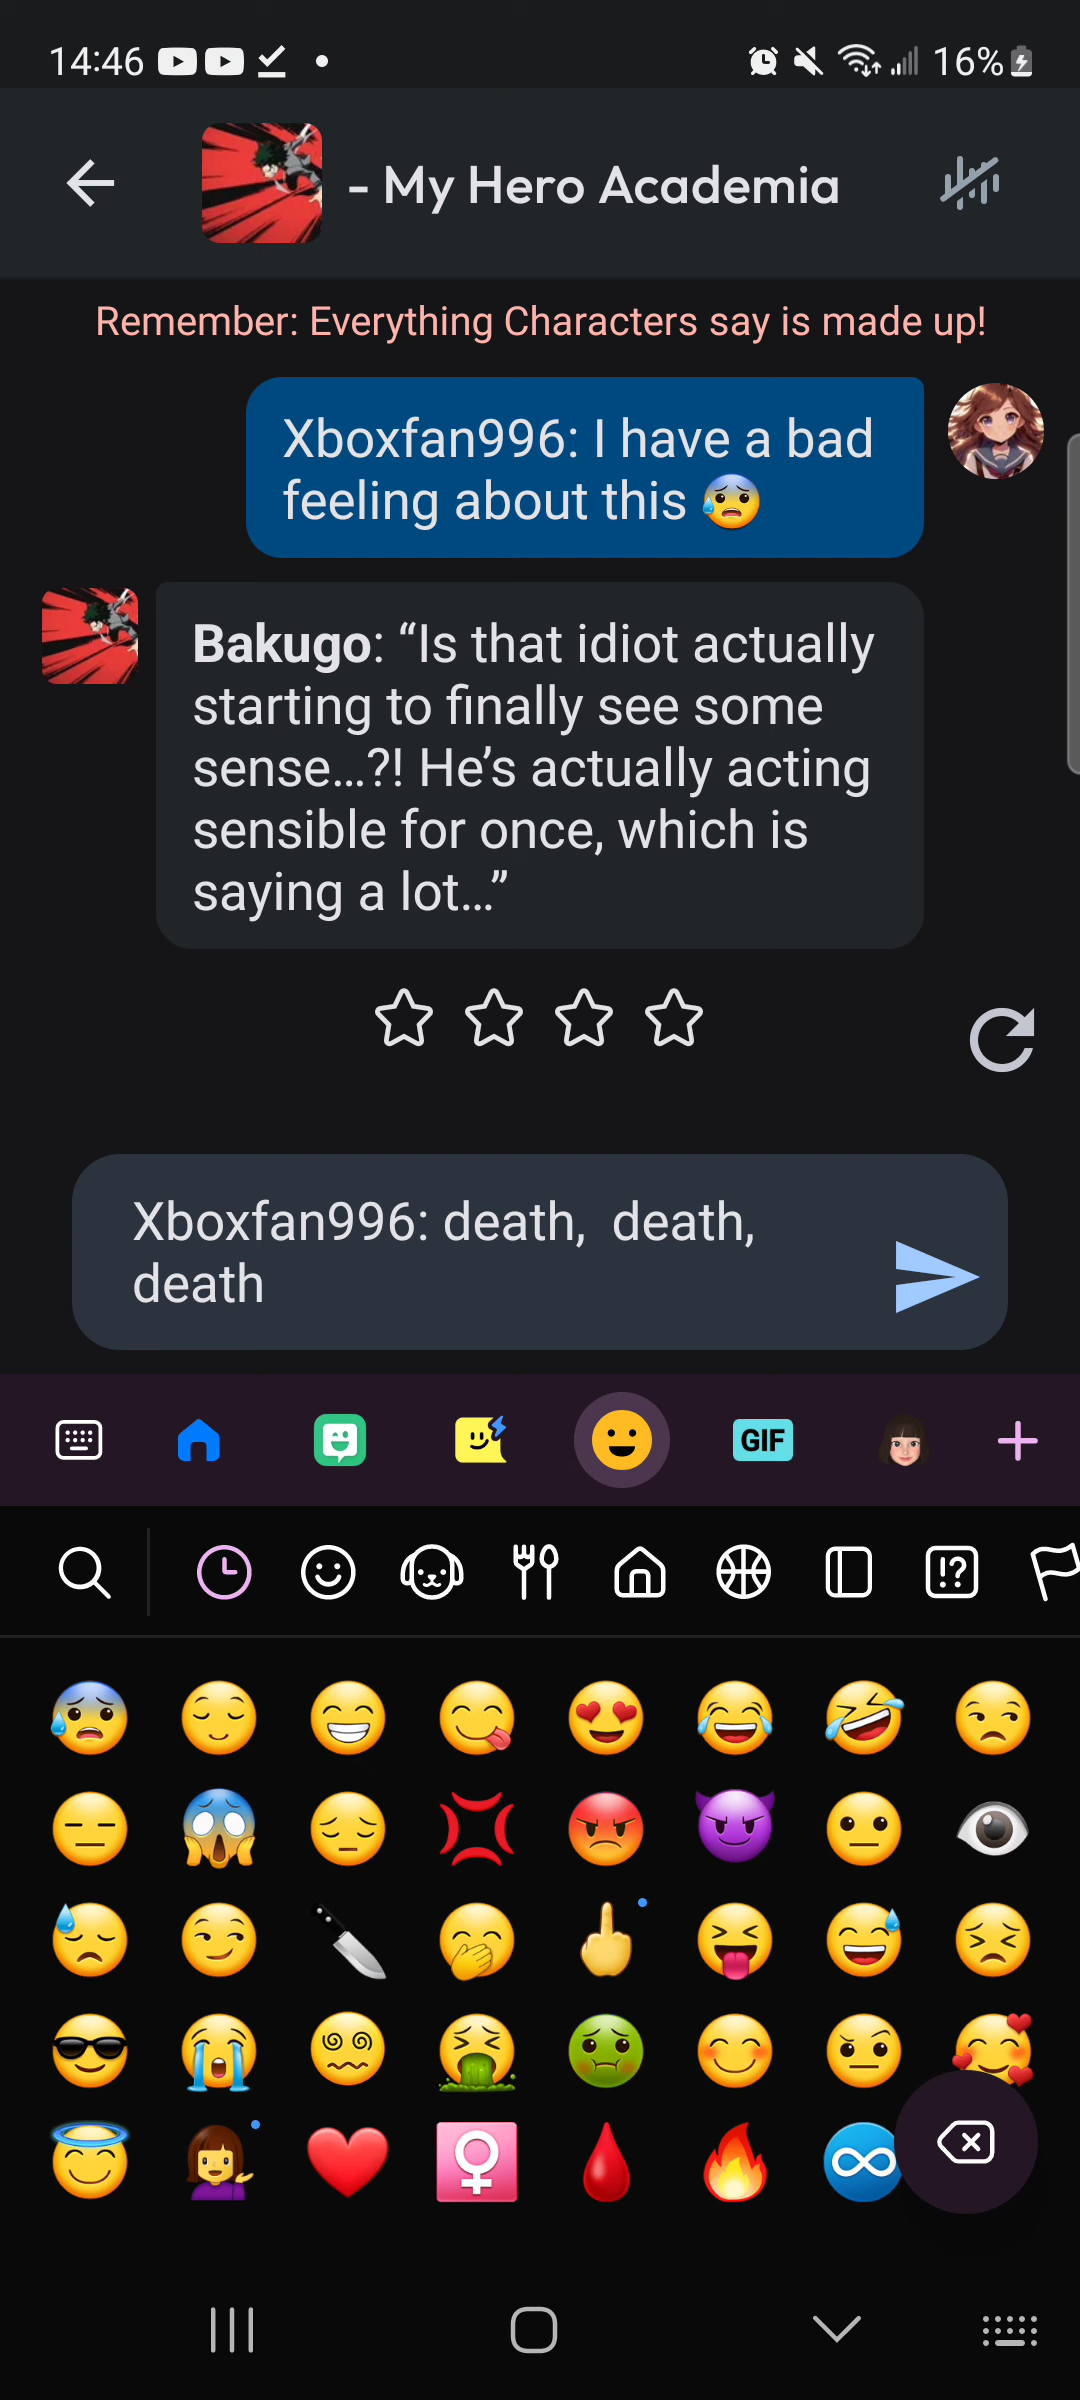 14:46
16%
- My Hero Academia
Remember: Everything Characters say is made up!
Xboxfan996: I have a bad
feeling about this 😰
Bakugo: “Is that idiot actually
starting to finally see some
sense...?! He’s actually acting
sensible for once, which is
saying a lot...”
Xboxfan996: death,  death,
death
GIF
!?